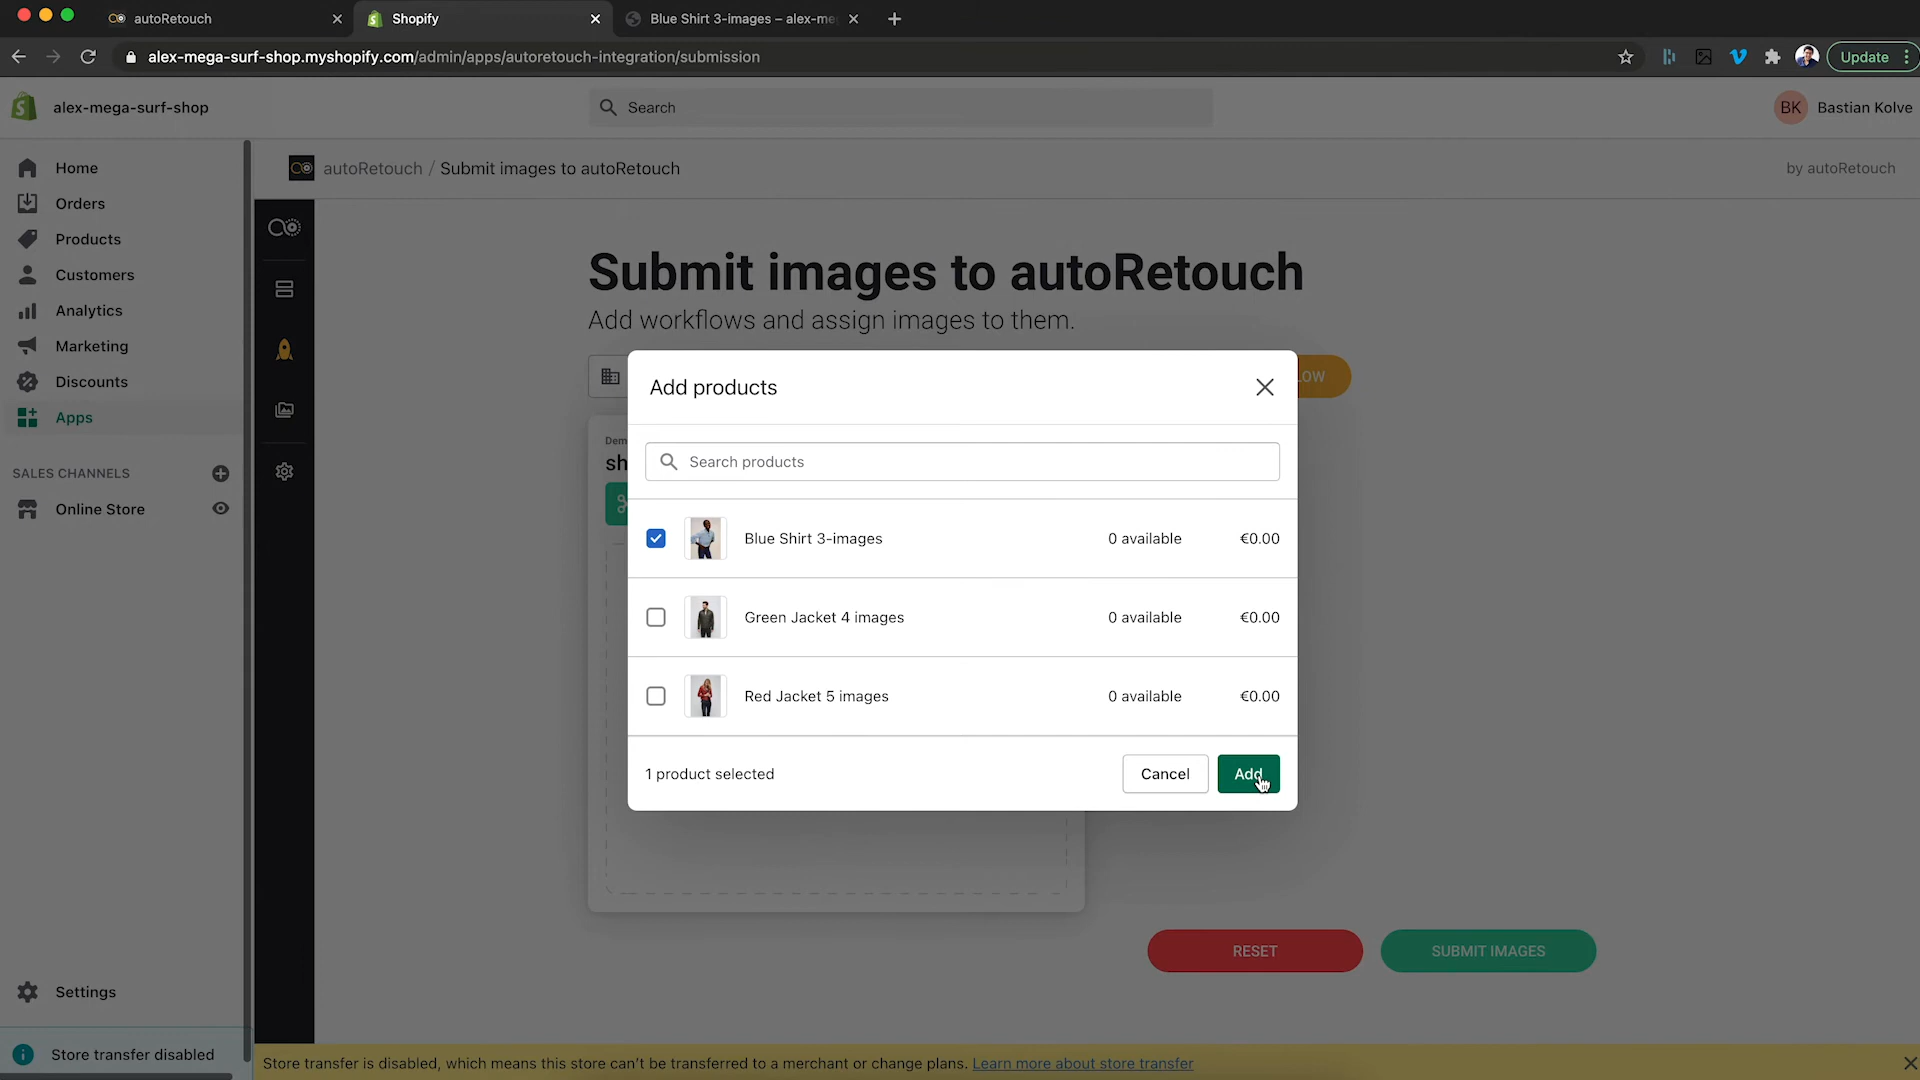 autoRetouch
Shopify
Blue Shirt 3-images – alex-me
alex-mega-surf-shop.myshopify.com/admin/apps/autoretouch-integration/submission
Update
alex-mega-surf-shop
Search
BK
Bastian Kolve
Home
Orders
Products
Customers
Analytics
Marketing
Discounts
Apps
SALES CHANNELS
Online Store
Settings
Store transfer disabled
autoRetouch / Submit images to autoRetouch
by autoRetouch
Submit images to autoRetouch
Add workflows and assign images to them.
LOW
Dem
sh
Add products
Search products
Blue Shirt 3-images 0 available €0.00
Green Jacket 4 images 0 available €0.00
Red Jacket 5 images 0 available €0.00
1 product selected
Cancel
Add
RESET
SUBMIT IMAGES
Store transfer is disabled, which means this store can't be transferred to a merchant or change plans. Learn more about store transfer